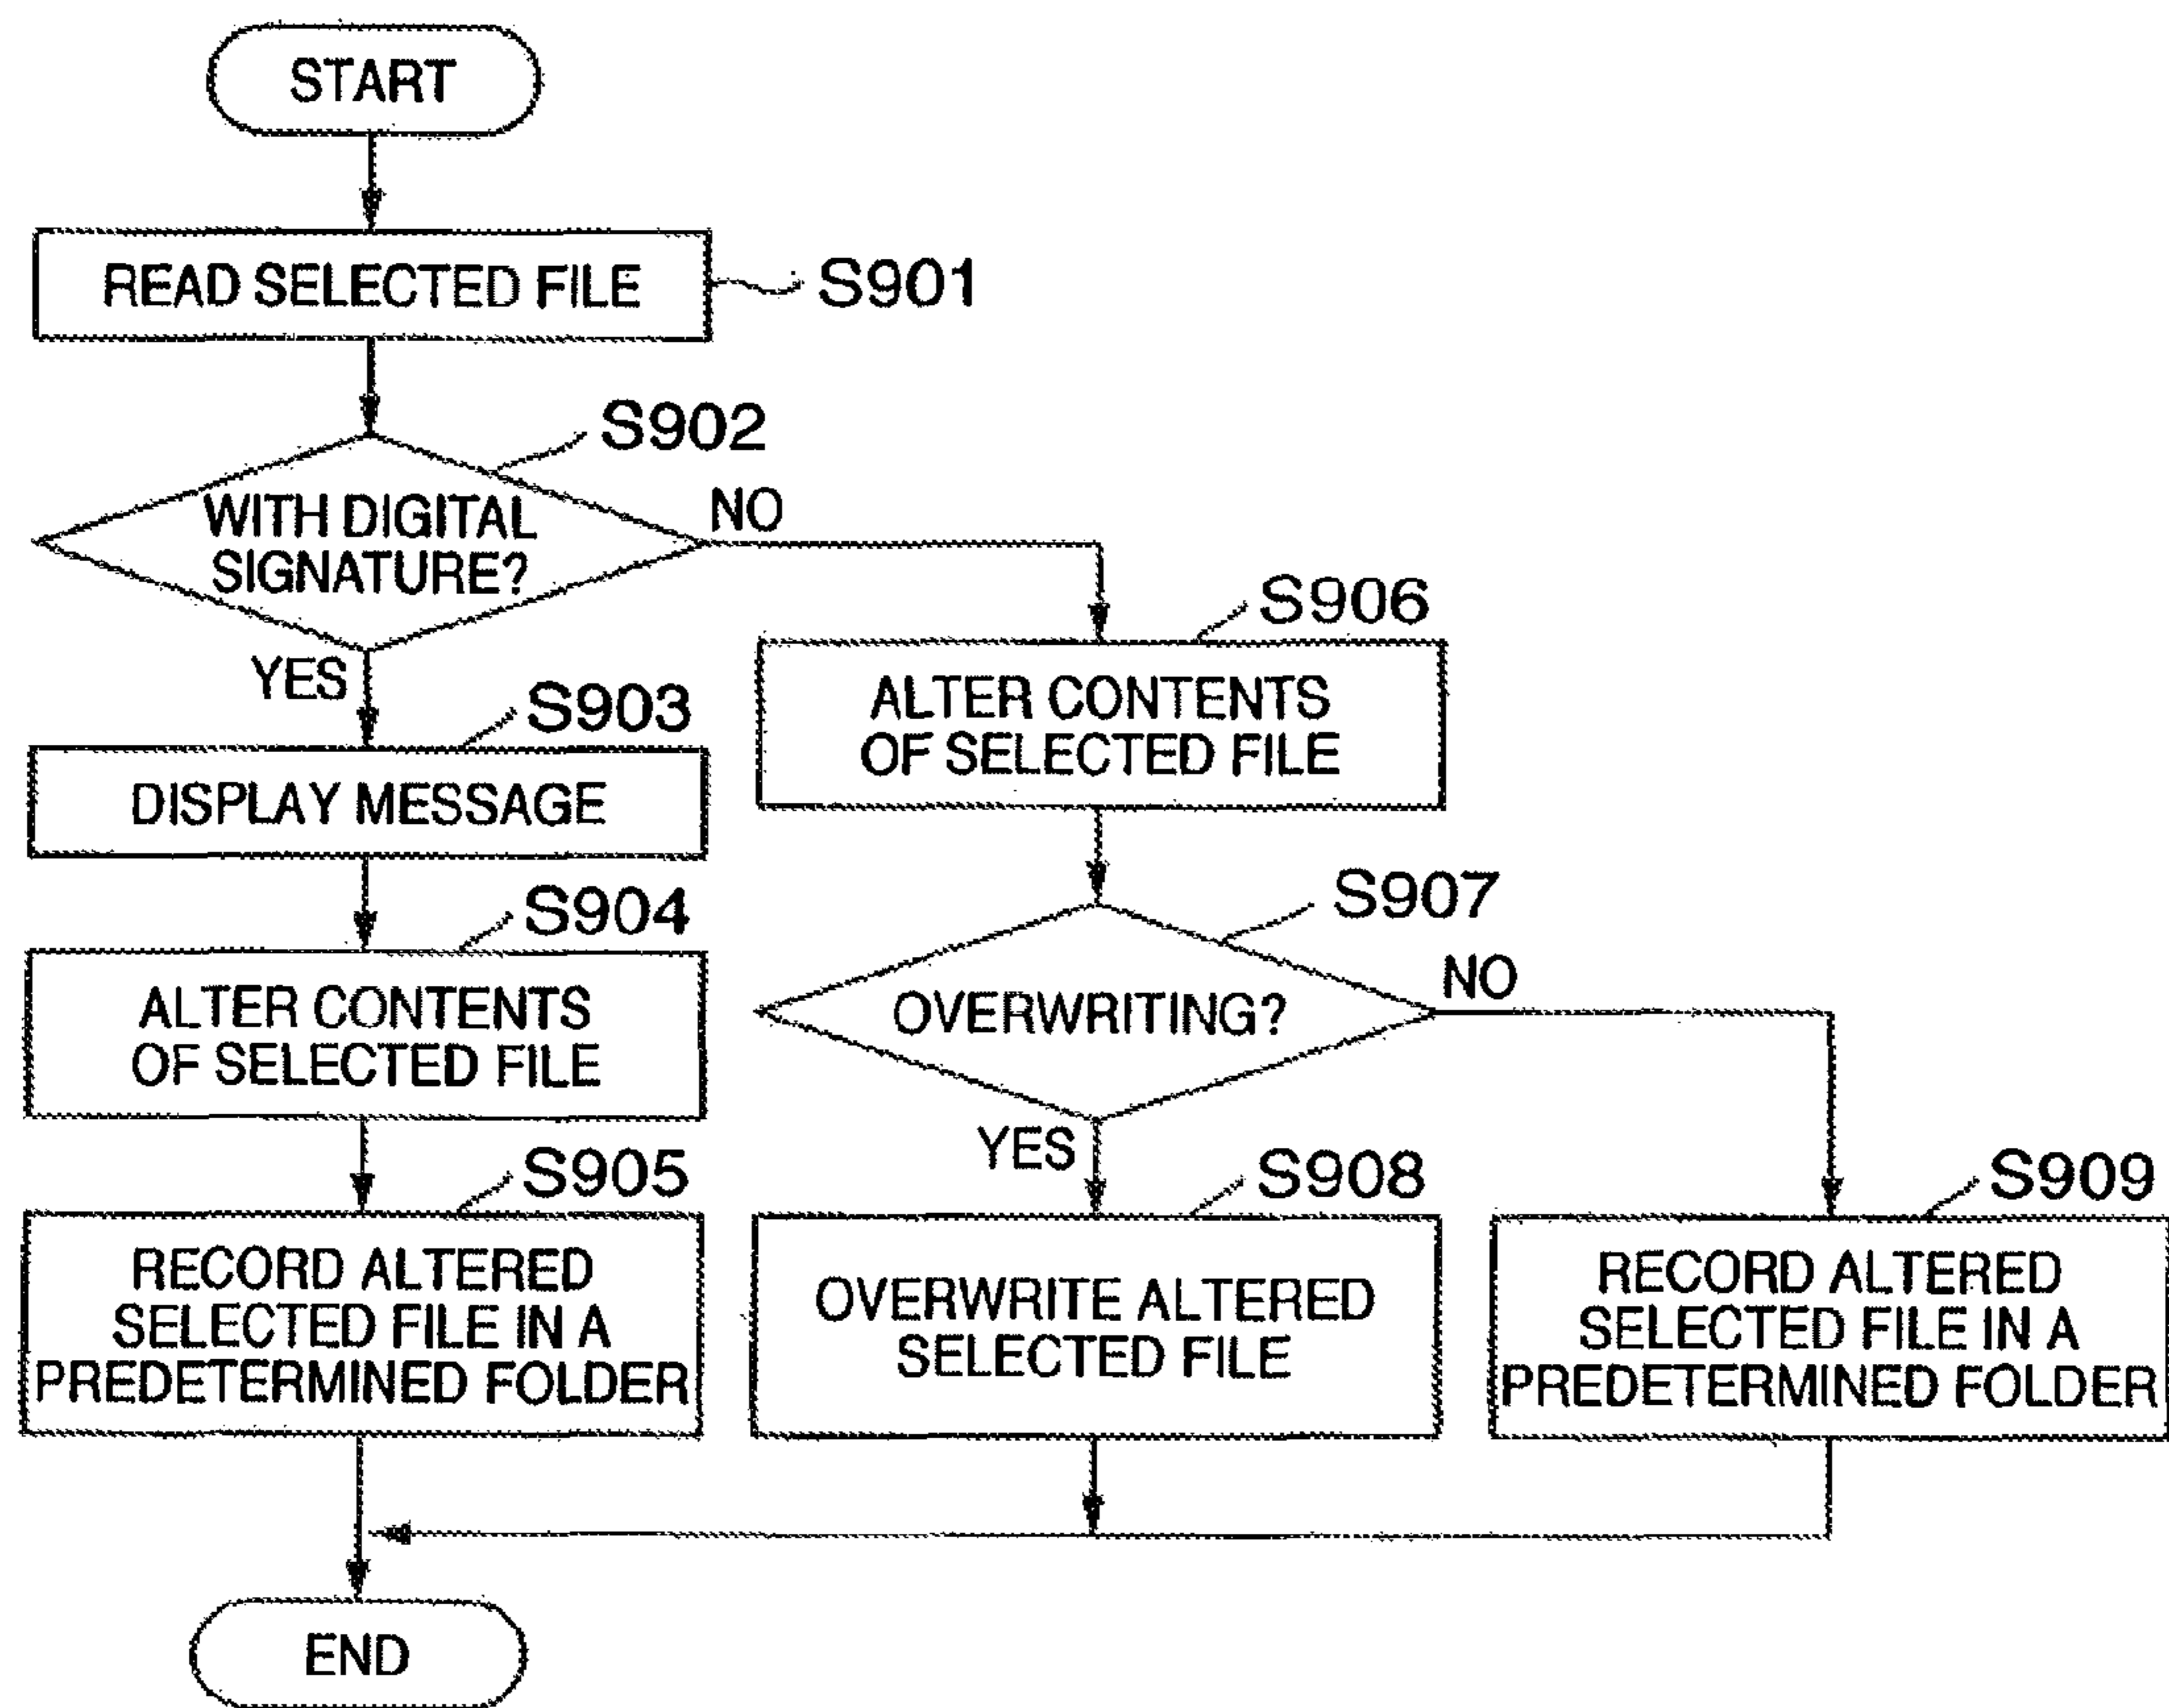 START
READ SELECTED FILE
S901
S902
WITH DIGITAL
SIGNATURE?
NO
YES
S903
DISPLAY MESSAGE
S904
ALTER CONTENTS
OF SELECTED FILE
S905
RECORD ALTERED
SELECTED FILE IN A
PREDETERMINED FOLDER
S906
ALTER CONTENTS
OF SELECTED FILE
S907
OVERWRITING?
NO
YES
S908
OVERWRITE ALTERED
SELECTED FILE
S909
RECORD ALTERED
SELECTED FILE IN A
PREDETERMINED FOLDER
END